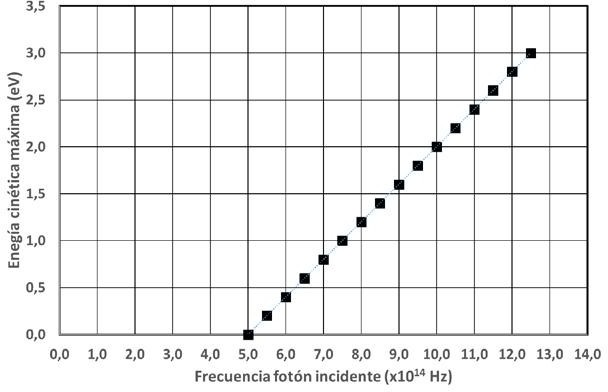 3,5
3,0
2,5
2,0
1,5
1,0
0,5
0,0
Enegía cinética máxima (eV)
0,0 1,0 2,0 3,0 4,0 5,0 6,0 7,0 8,0 9,0 10,0 11,0 12,0 13,0 14,0
Frecuencia fotón incidente (x10¹⁴ Hz)